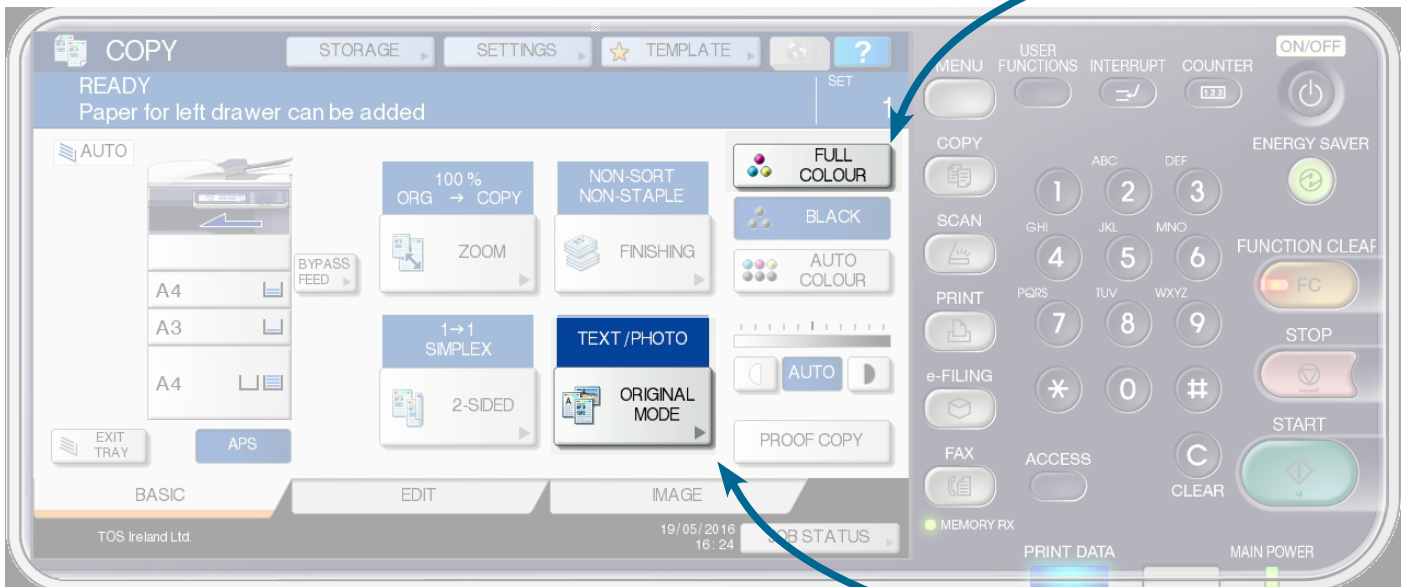 COPY
STORAGE
SETTINGS
TEMPLATE
?
READY
Paper for left drawer can be added
SET
1
AUTO
A4
A3
A4
BYPASS
FEED
EXIT
TRAY
APS
100 %
ORG → COPY
ZOOM
NON-SORT
NON-STAPLE
FINISHING
1→1
SIMPLEX
2-SIDED
TEXT/PHOTO
A
ORIGINAL
MODE
FULL
COLOUR
BLACK
AUTO
COLOUR
AUTO
PROOF COPY
BASIC
EDIT
IMAGE
TOS Ireland Ltd.
19/05/2016
16:24
JOB STATUS
MENU
USER
FUNCTIONS
INTERRUPT
COUNTER
123
ON/OFF
COPY
SCAN
PRINT
e-FILING
FAX
MEMORY RX
ENERGY SAVER
ABC
DEF
1
2
3
GHI
JKL
MNO
4
5
6
PQRS
TUV
WXYZ
7
8
9
*
0
#
ACCESS
C
CLEAR
FUNCTION CLEAR
FC
STOP
START
PRINT DATA
MAIN POWER